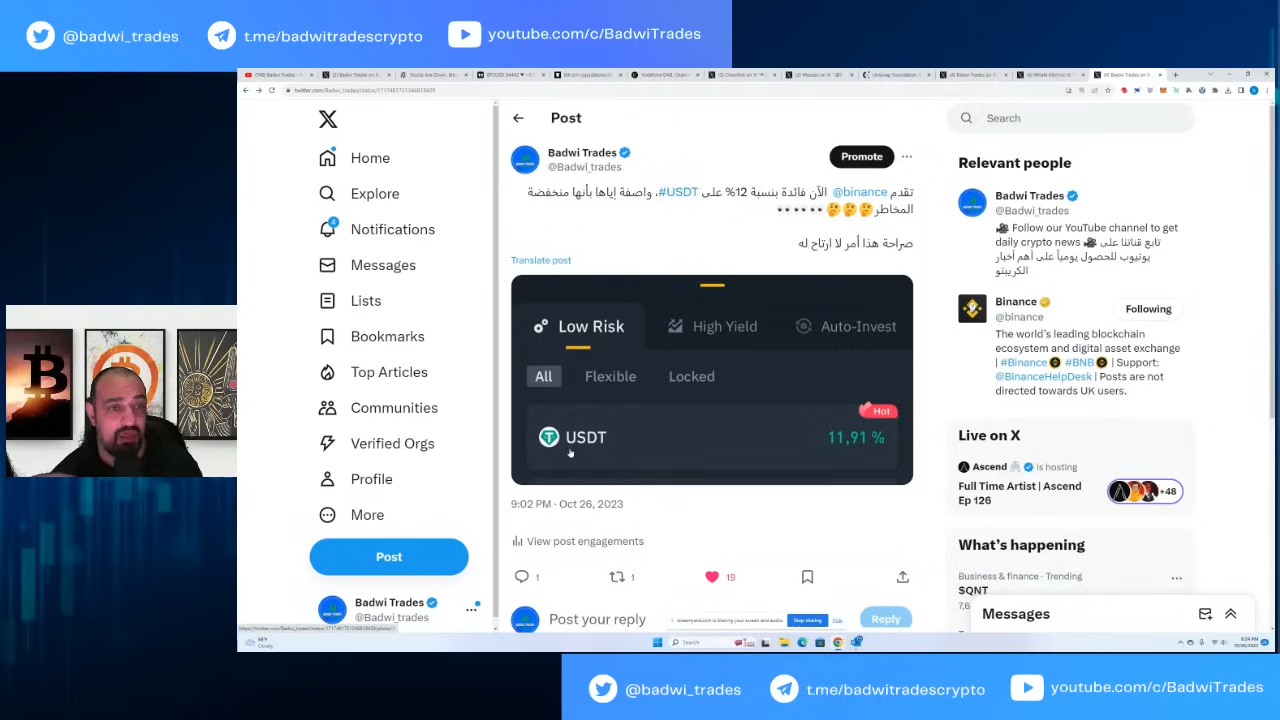 @badwi_trades
t.me/badwitradescrypto
youtube.com/c/BadwiTrades
Post
Search
Home
Explore
Notifications
4
Messages
Lists
Bookmarks
Top Articles
Communities
Verified Orgs
Profile
More
Post
Badwi Trades
@Badwi_trades
Badwi Trades
@Badwi_trades
Promote
تقدم @binance الآن فائدة بنسبة 12% على #USDT، واصفة إياها بأنها منخفضة
المخاطر🤔🤔🤔👀👀👀
صراحة هذا أمر لا ارتاح له
Translate post
Low Risk
High Yield
Auto-Invest
All
Flexible
Locked
Hot
USDT
11,91 %
9:02 PM · Oct 26, 2023
View post engagements
1
1
19
Post your reply
Reply
Stop sharing
Hide
Relevant people
Badwi Trades
@Badwi_trades
🎥 Follow our YouTube channel to
get daily crypto news 🎥 تابع قناتنا على
يوتيوب للحصول يومياً على أهم أخبار
الكريبتو
Binance
@binance
Following
The world's leading blockchain
ecosystem and digital asset exchange
| #Binance #BNB | Support:
@BinanceHelpDesk | Posts are not
directed towards UK users.
Live on X
Ascend is hosting
Full Time Artist | Ascend
Ep 126
+48
What's happening
Business & finance · Trending
$QNT
Messages
Search
@badwi_trades
t.me/badwitradescrypto
youtube.com/c/BadwiTrades